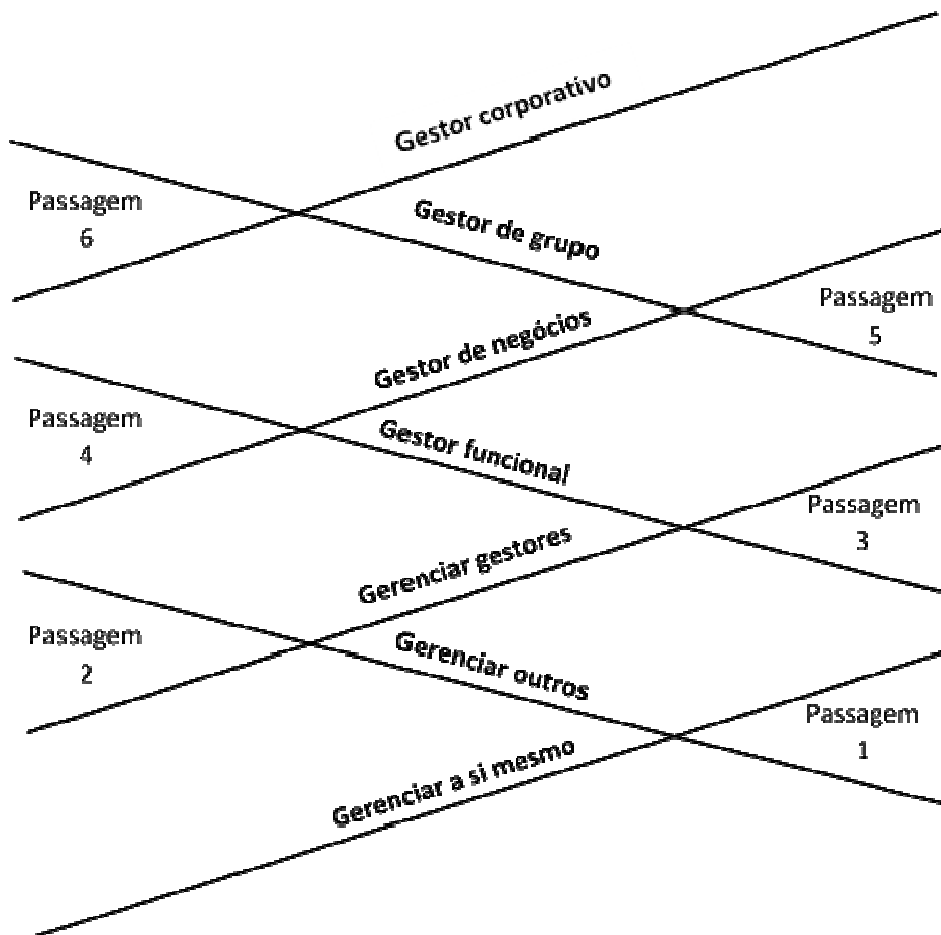 Gestor corporativo
Passagem
6
Gestor de grupo
Passagem
5
Gestor de negócios
Passagem
4
Gestor funcional
Passagem
3
Gerenciar gestores
Passagem
2
Gerenciar outros
Passagem
1
Gerenciar a si mesmo